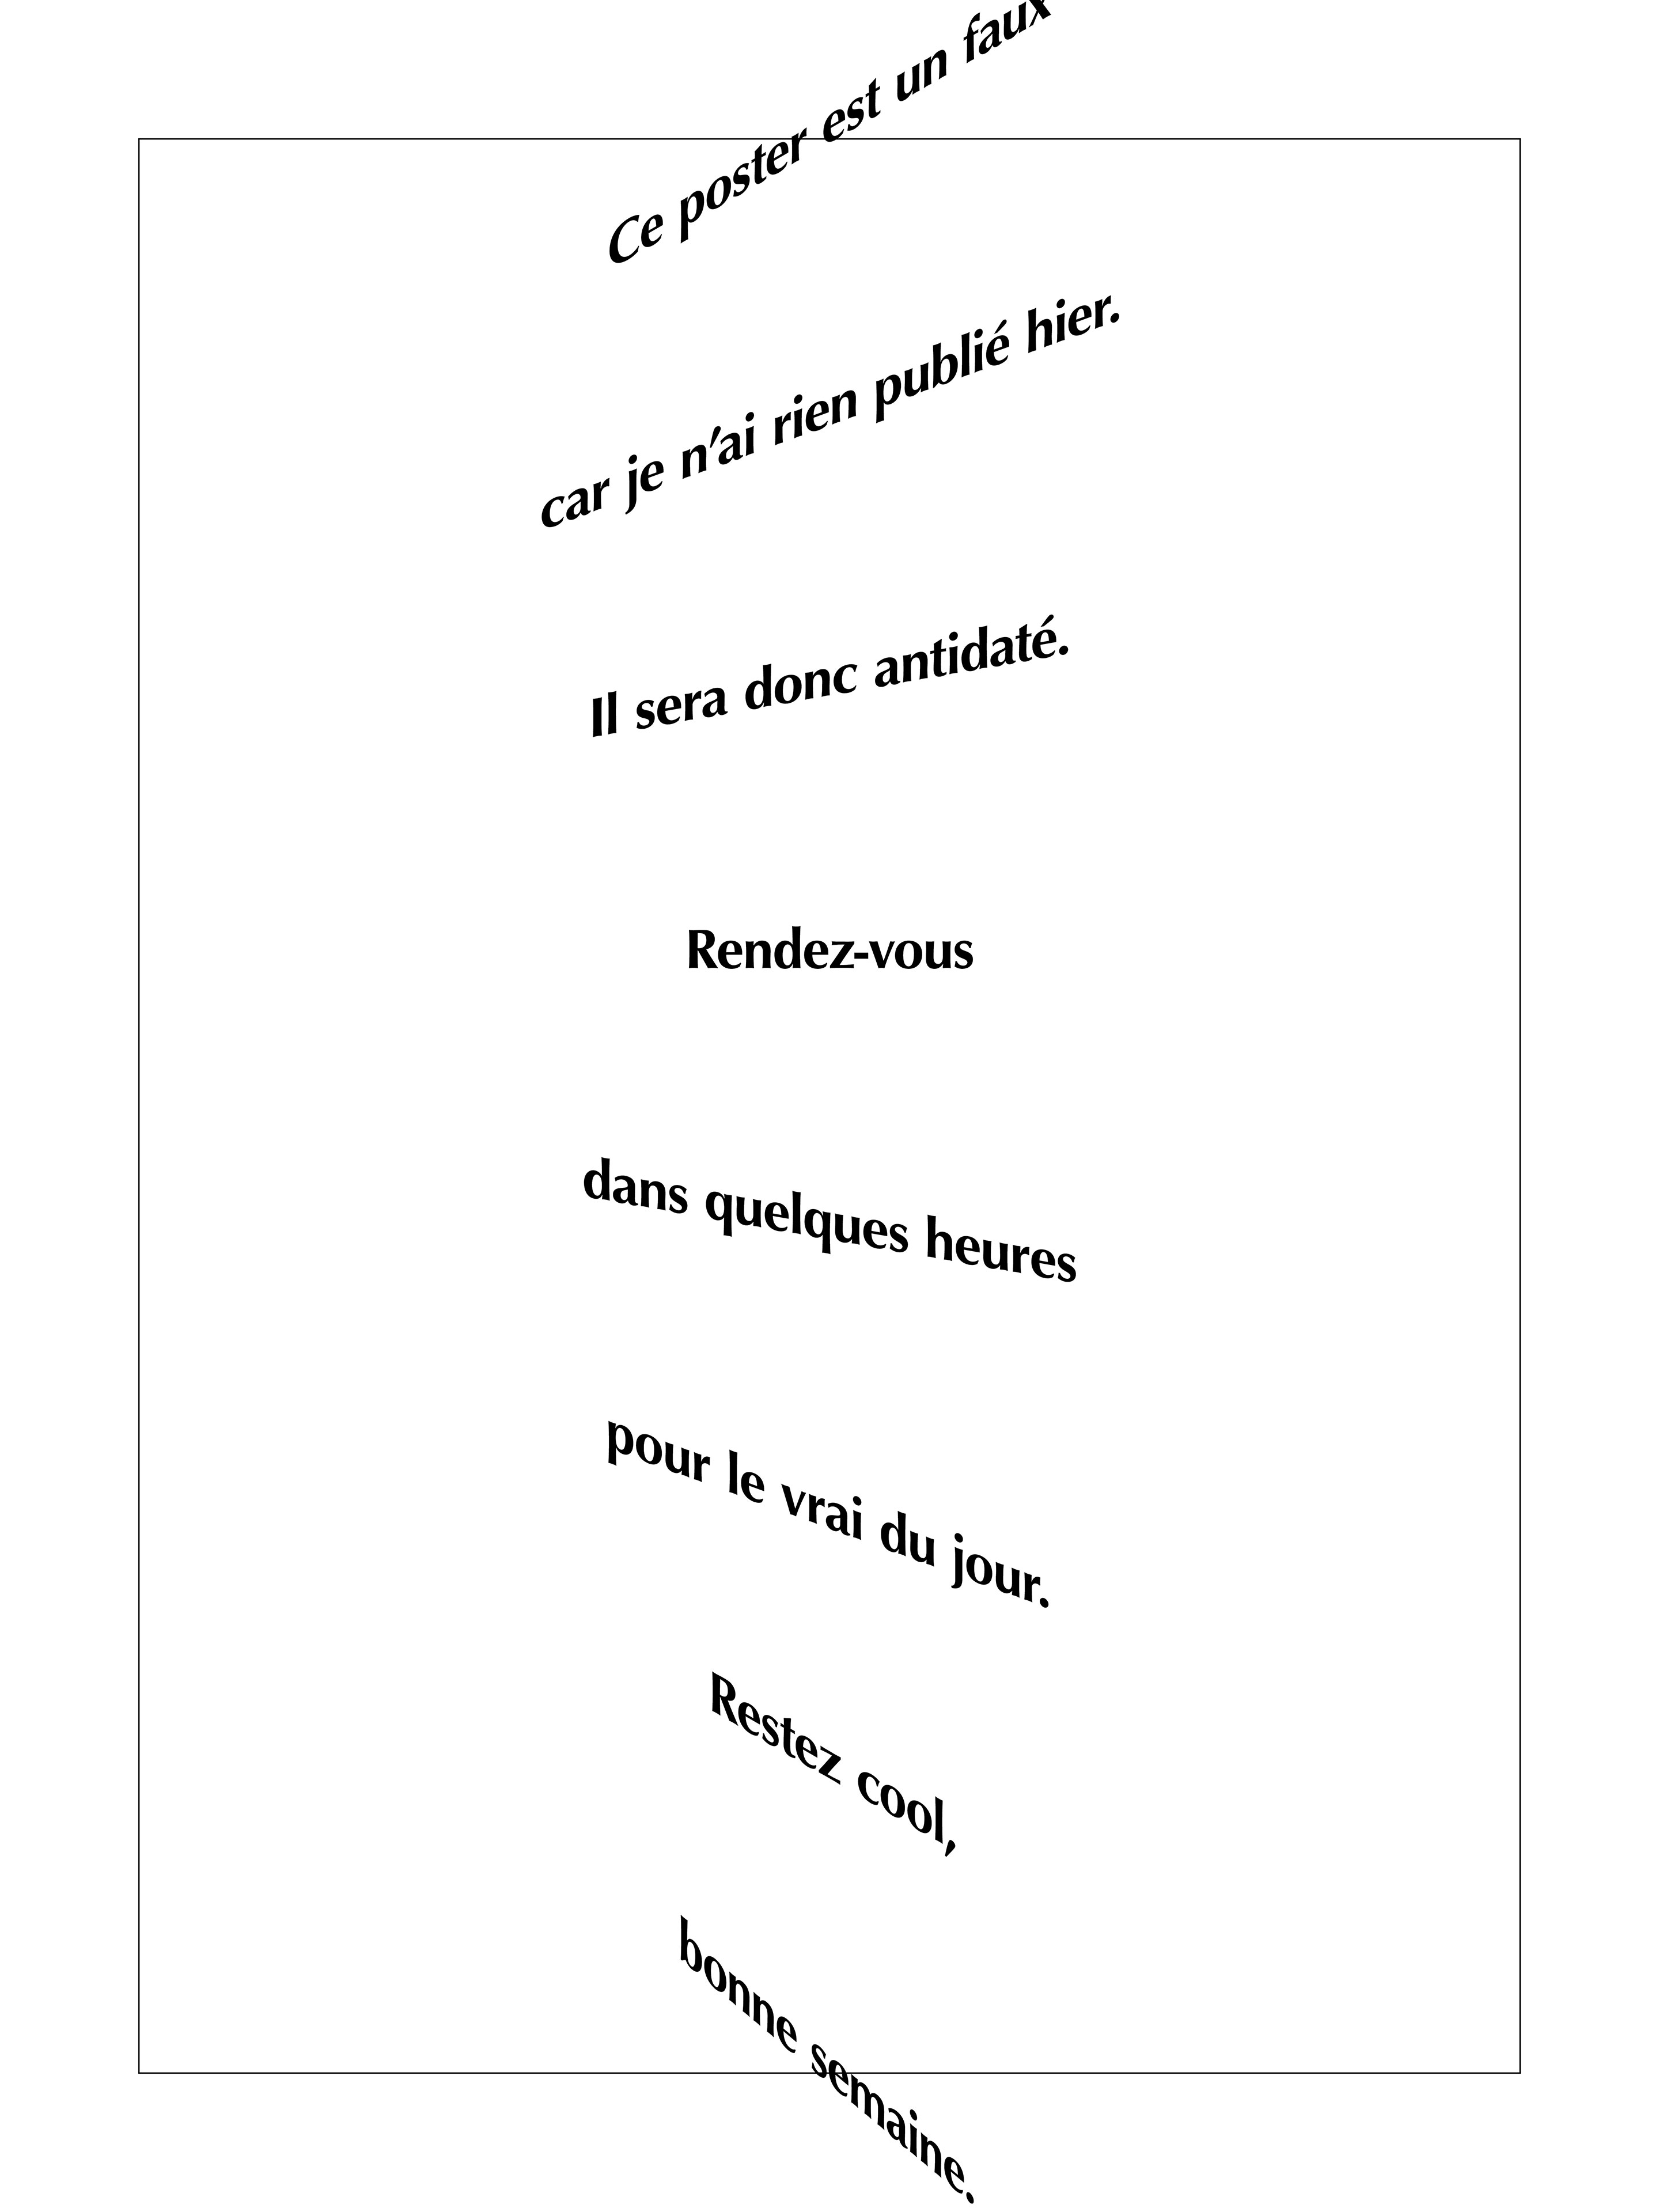 Ce poster est un faux
car je n'ai rien publié hier.
Il sera donc antidaté.
Rendez-vous
dans quelques heures
pour le vrai du jour.
Restez cool,
bonne semaine.